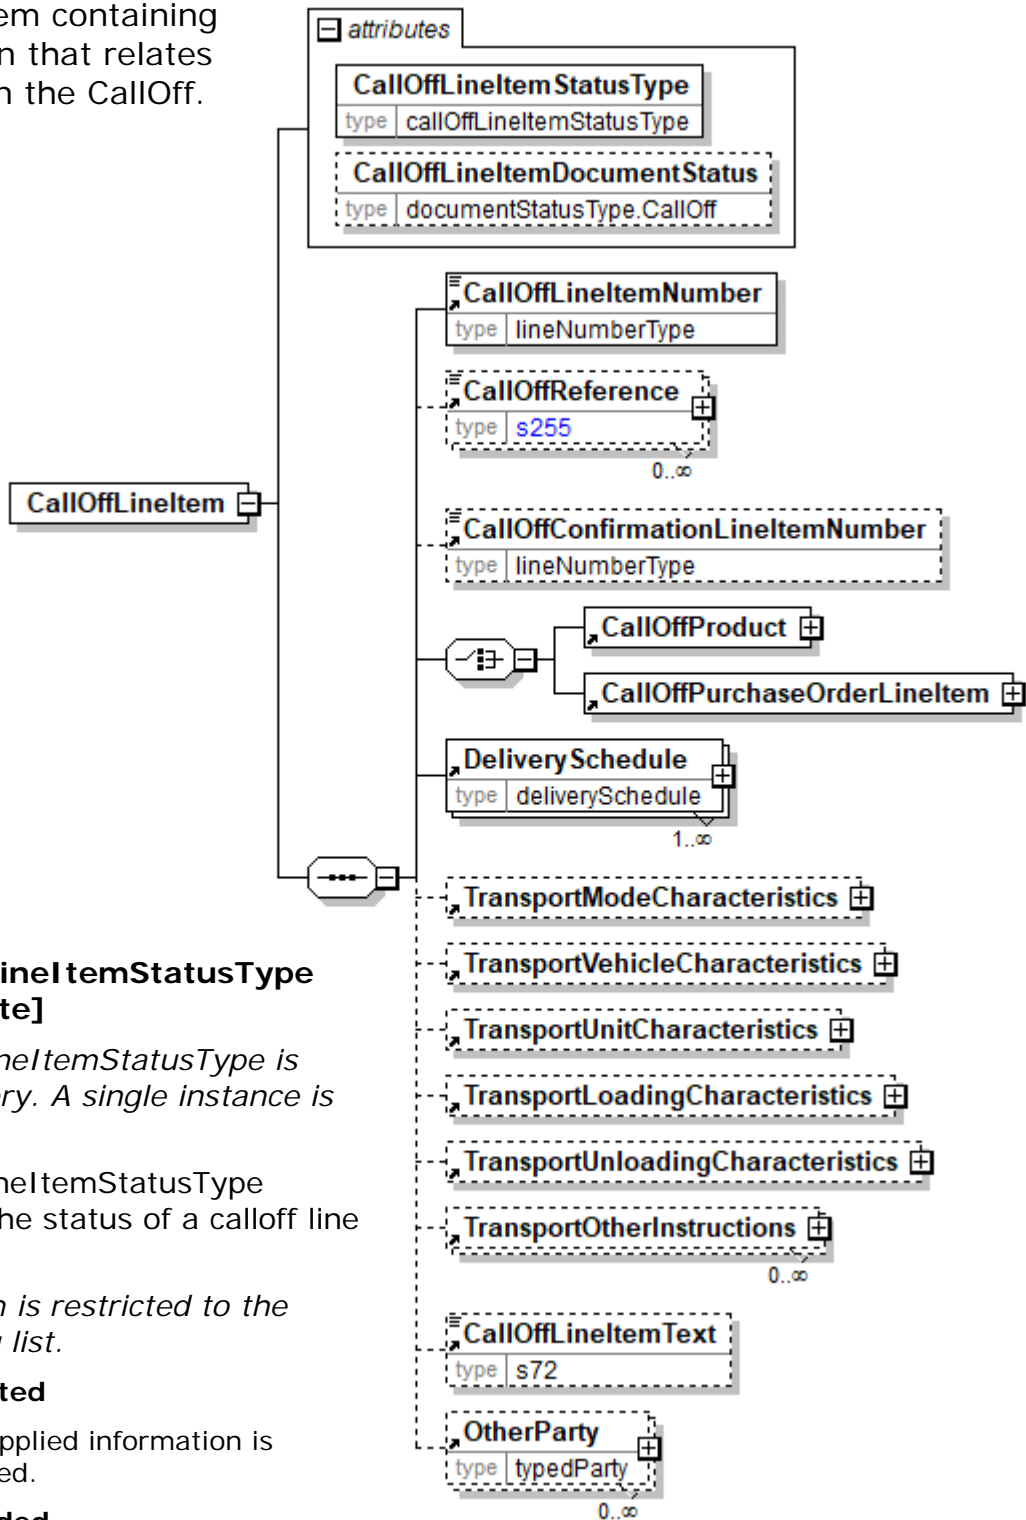 em containing
n that relates
n the CallOff.
attributes
CallOffLineItemStatusType
type callOffLineItemStatusType
CallOffLineItemDocumentStatus
type documentStatusType.CallOff
CallOffLineItemNumber
type lineNumberType
CallOffReference
type s255
0..∞
CallOffLineItem
CallOffConfirmationLineItemNumber
type lineNumberType
CallOffProduct
CallOffPurchaseOrderLineItem
DeliverySchedule
type deliverySchedule
1..∞
TransportModeCharacteristics
TransportVehicleCharacteristics
TransportUnitCharacteristics
TransportLoadingCharacteristics
TransportUnloadingCharacteristics
TransportOtherInstructions
0..∞
CallOffLineItemText
type s72
OtherParty
type typedParty
0..∞
ineItemStatusType
te]
neItemStatusType is
ry. A single instance is
neItemStatusType
he status of a calloff line
n is restricted to the
list.
ted
pplied information is
ed.
ded